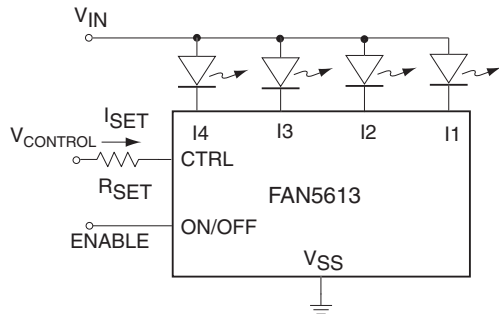 VIN
I4 I3 I2 I1
ISET
VCONTROL
CTRL
RSET
FAN5613
ON/OFF
ENABLE
VSS